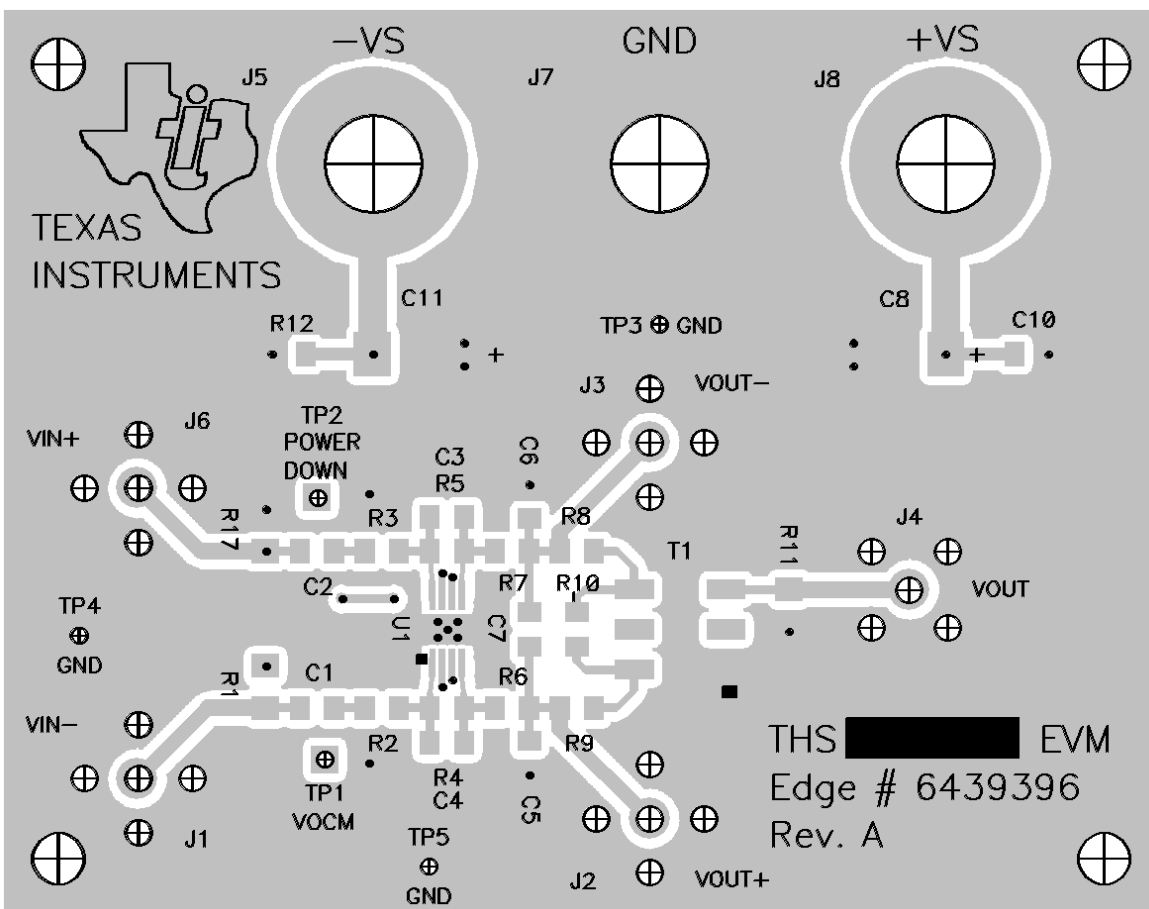 -VS
GND
+VS
J5
J7
J8
TEXAS
INSTRUMENTS
C11
C8
R12
TP3 GND
C10
J3
VOUT-
J6
TP2
VIN+
POWER
DOWN
C3
C6
R5
R17
R3
R8
J4
T1
R11
C2
R7
R10
VOUT
TP4
U1
C7
GND
R1
C1
R6
VIN-
THS EVM
R2
R9
R4
Edge # 6439396
TP1
C4
C5
VOCM
J1
TP5
Rev. A
GND
J2
VOUT+